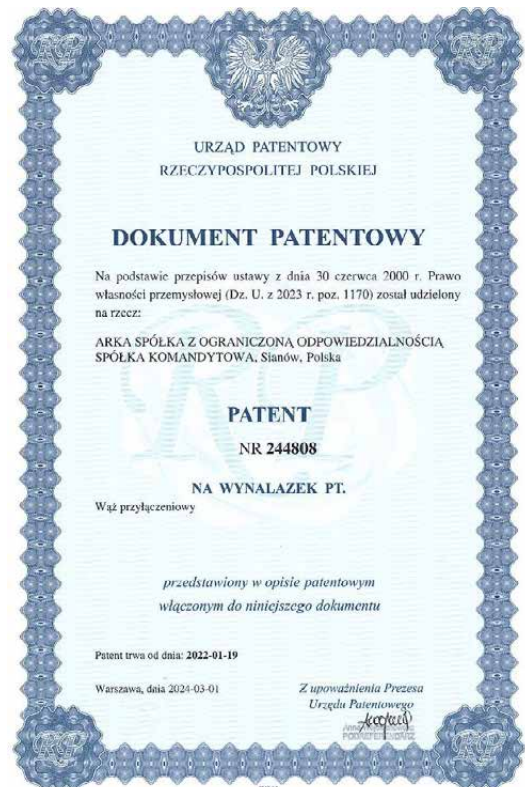 URZĄD PATENTOWY
RZECZYPOSPOLITEJ POLSKIEJ
DOKUMENT PATENTOWY
Na podstawie przepisów ustawy z dnia 30 czerwca 2000 r. Prawo
własności przemysłowej (Dz. U. z 2023 r. poz. 1170) został udzielony
na rzecz:
ARKA SPÓŁKA Z OGRANICZONĄ ODPOWIEDZIALNOŚCIĄ
SPÓŁKA KOMANDYTOWA, Sianów, Polska
PATENT
NR 244808
NA WYNALAZEK PT.
Wąż przyłączeniowy
przedstawiony w opisie patentowym
włączonym do niniejszego dokumentu
Patent trwa od dnia: 2022-01-19
Warszawa, dnia 2024-03-01
Z upoważnienia Prezesa
Urzędu Patentowego
PODREFERENDARZ